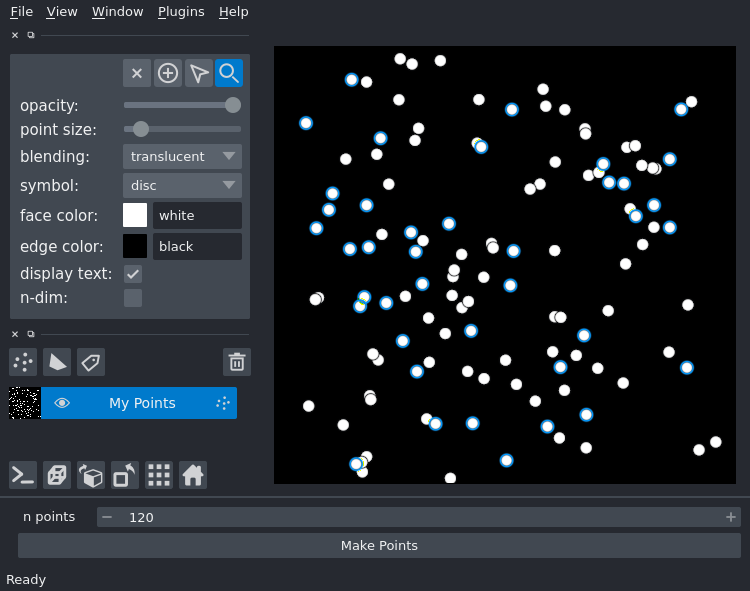 File View Window Plugins Help
opacity:
point size:
blending: translucent
symbol: disc
face color: white
edge color: black
display text:
n-dim:
My Points
n points 120
Make Points
Ready